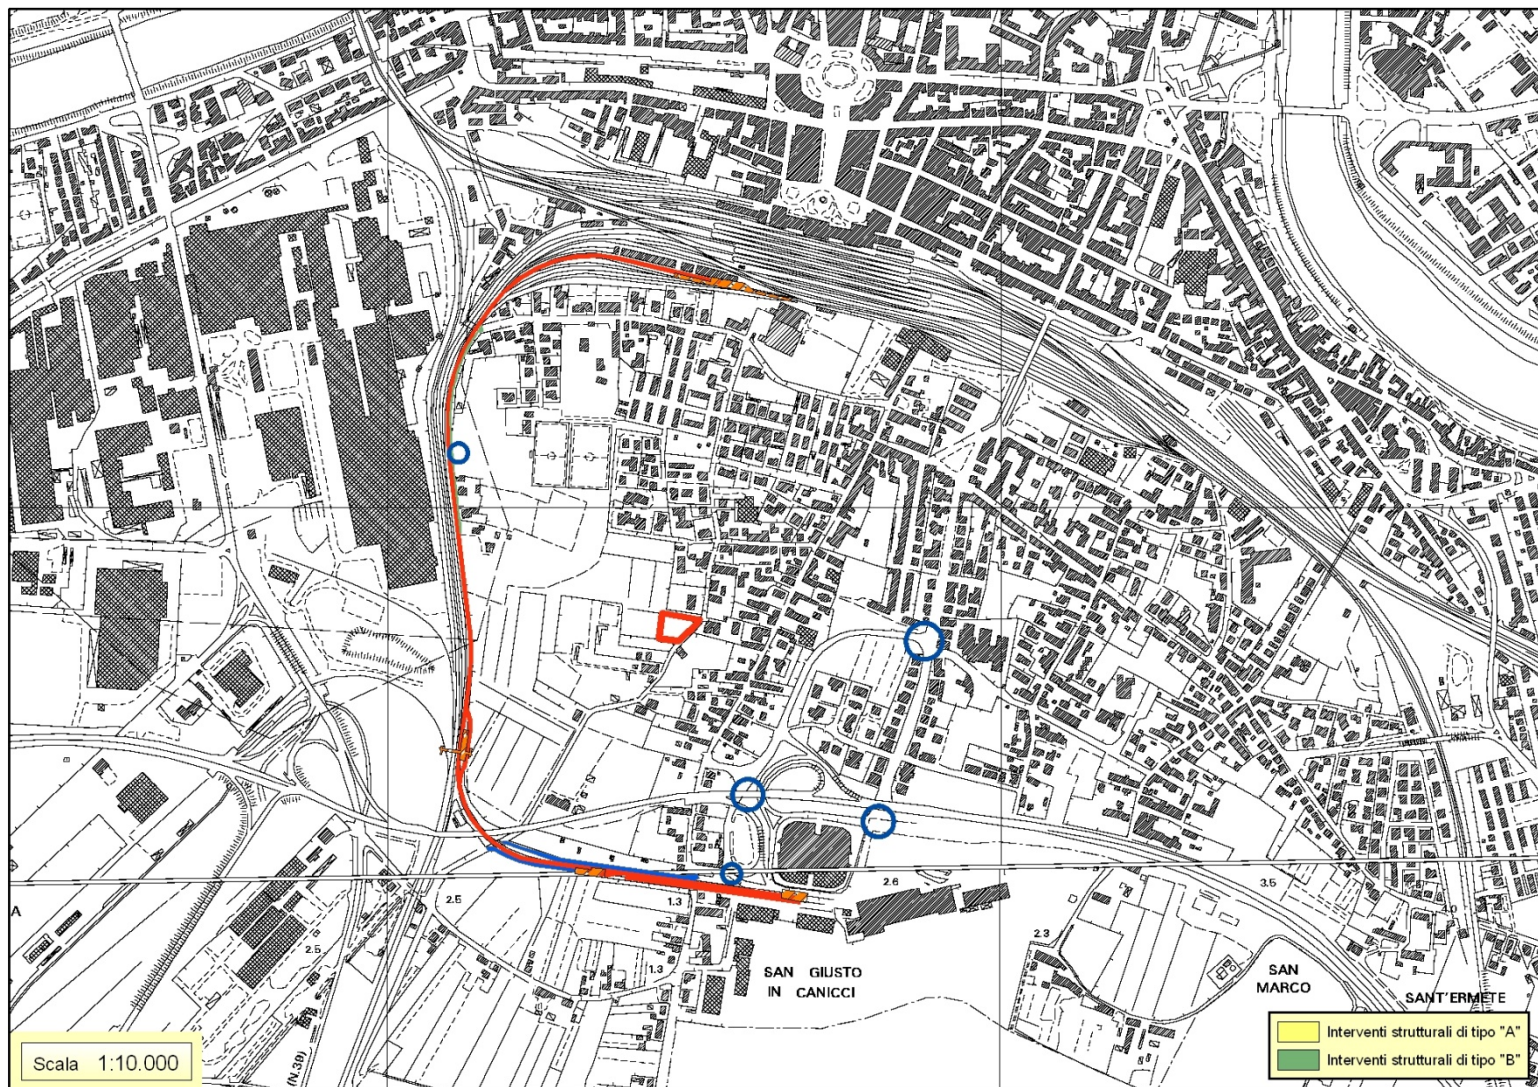 A
2.5
2.5
1.3
1.3
2.6
2.3
3.5
4.0
(N.39)
SAN GIUSTO
IN CANICCI
SAN
MARCO
SANT'ERMETE
Scala 1:10.000
Interventi strutturali di tipo "A"
Interventi strutturali di tipo "B"